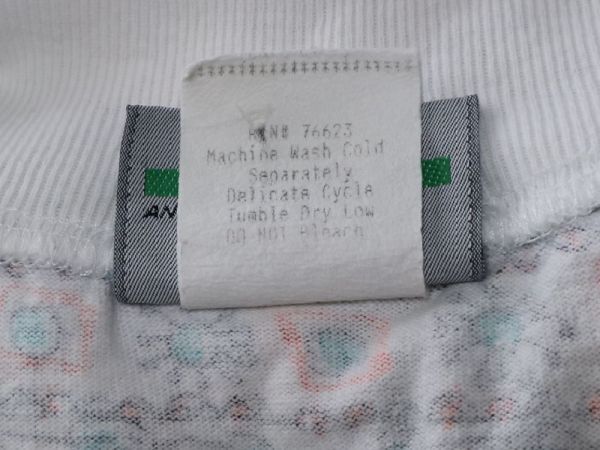 RN# 76623
Machine Wash Cold
Separately
Delicate Cycle
Tumble Dry Low
DO NOT Bleach
AN